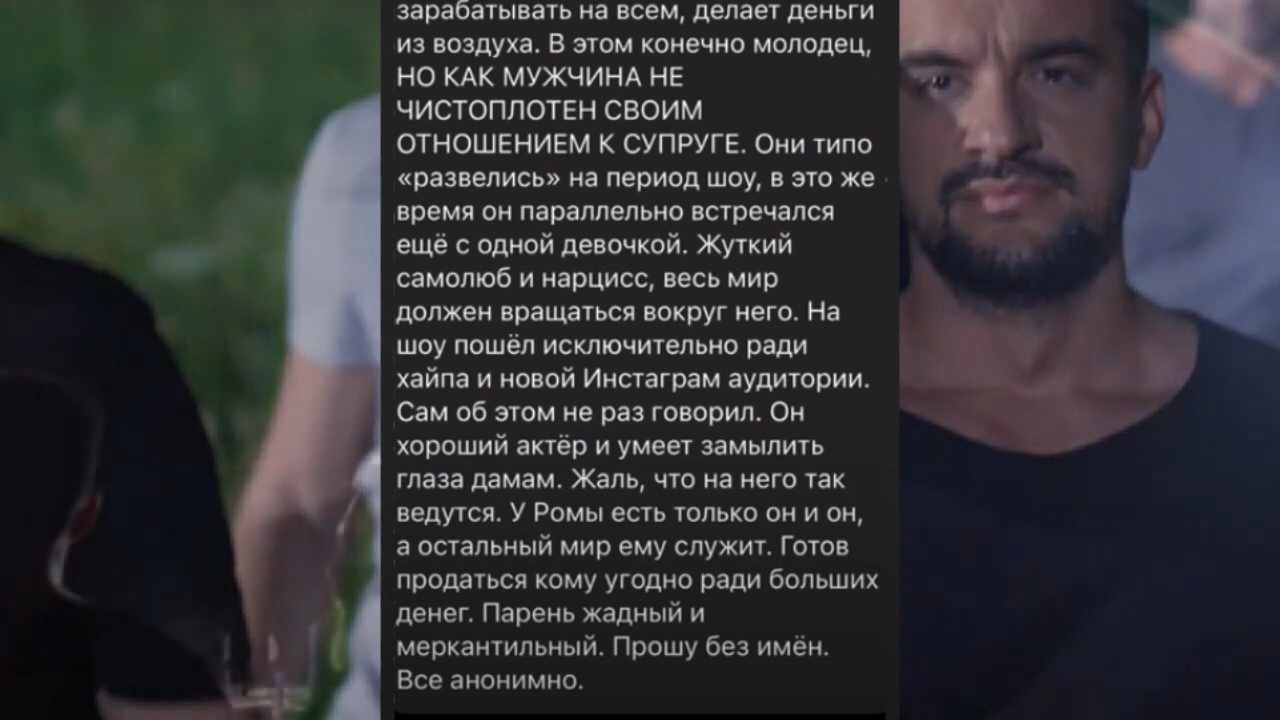 зарабатывать на всем, делает деньги
из воздуха. В этом конечно молодец,
НО КАК МУЖЧИНА НЕ
ЧИСТОПЛОТЕН СВОИМ
ОТНОШЕНИЕМ К СУПРУГЕ. Они типо
«развелись» на период шоу, в это же
время он параллельно встречался
ещё с одной девочкой. Жуткий
самолюб и нарцисс, весь мир
должен вращаться вокруг него. На
шоу пошёл исключительно ради
хайпа и новой Инстаграм аудитории.
Сам об этом не раз говорил. Он
хороший актёр и умеет замылить
глаза дамам. Жаль, что на него так
ведутся. У Ромы есть только он и он,
а остальный мир ему служит. Готов
продаться кому угодно ради больших
денег. Парень жадный и
меркантильный. Прошу без имён.
Все анонимно.